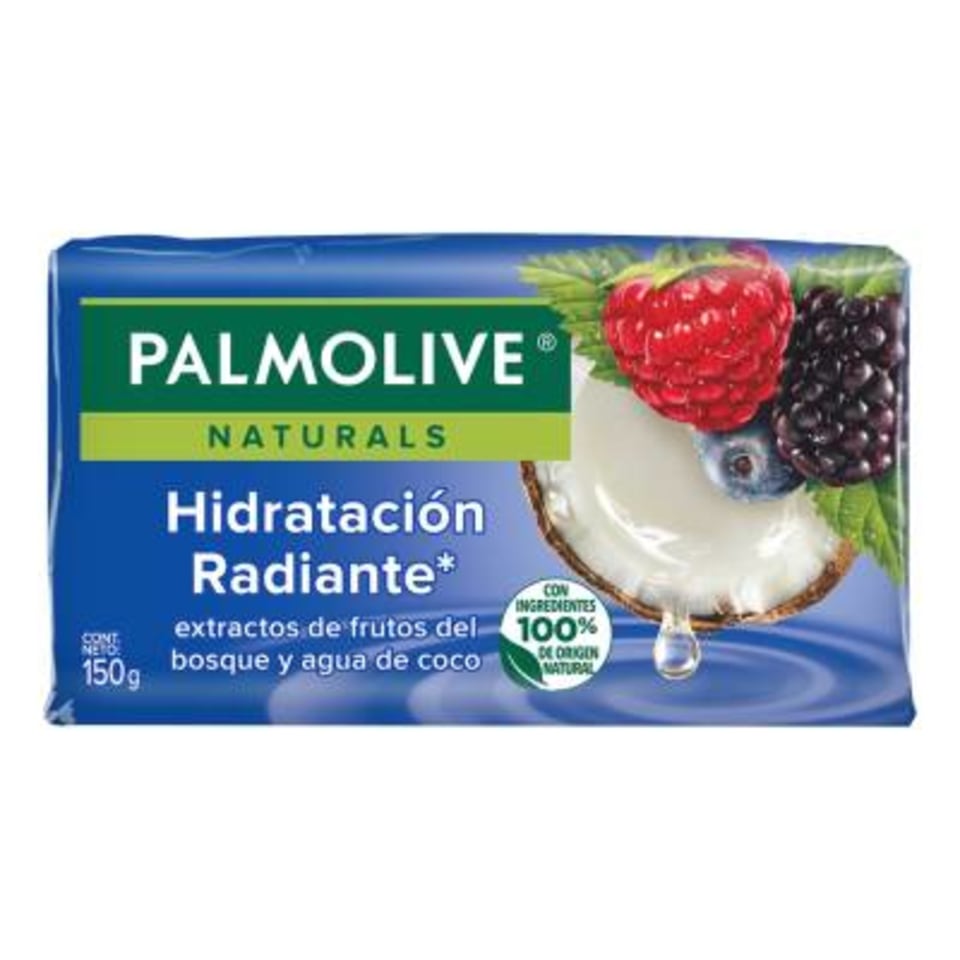 PALMOLIVE®
NATURALS
Hidratación
Radiante*
extractos de frutos del
bosque y agua de coco
CONT.
NETO:
150g
CON
INGREDIENTES
100%
DE ORIGEN
NATURAL